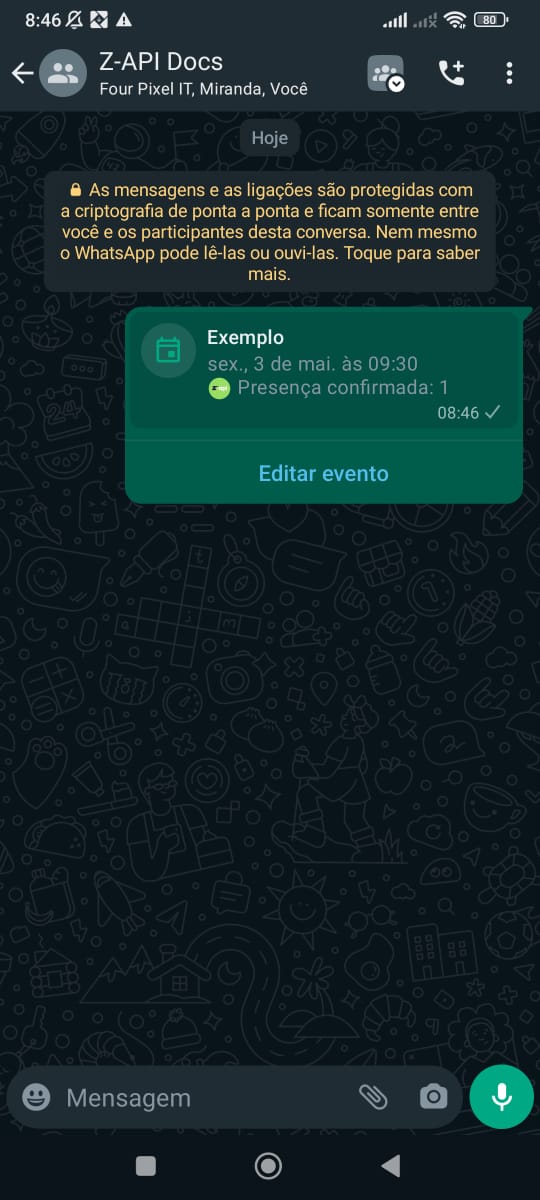 8:46
80
Z-API Docs
Four Pixel IT, Miranda, Você
Hoje
As mensagens e as ligações são protegidas com
a criptografia de ponta a ponta e ficam somente entre
você e os participantes desta conversa. Nem mesmo
o WhatsApp pode lê-las ou ouvi-las. Toque para saber
mais.
Exemplo
sex., 3 de mai. às 09:30
Presença confirmada: 1
08:46
Editar evento
Mensagem